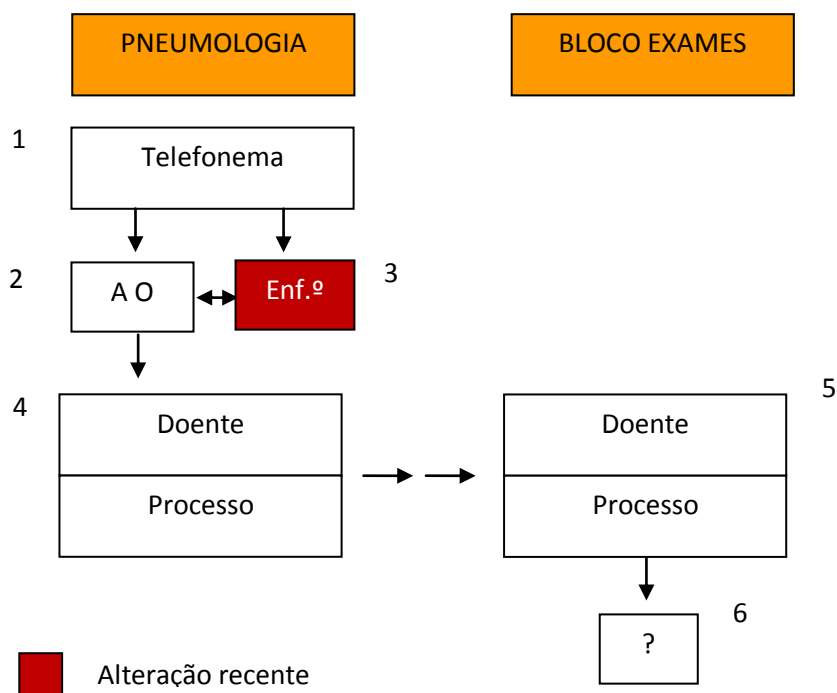 PNEUMOLOGIA
BLOCO EXAMES
1
Telefonema
2
A O
Enf.º
3
4
Doente
Processo
5
Doente
Processo
6
?
Alteração recente